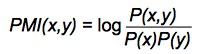 PMI(x,y) = log P(x,y) / P(x)P(y)